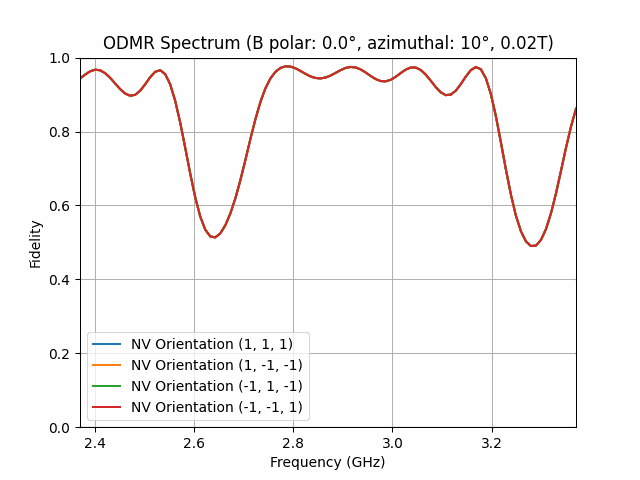 ODMR Spectrum (B polar: 0.0°, azimuthal: 10°, 0.02T)
1.0
0.8
0.6
0.4
0.2
0.0
Fidelity
NV Orientation (1, 1, 1)
NV Orientation (1, -1, -1)
NV Orientation (-1, 1, -1)
NV Orientation (-1, -1, 1)
2.4 2.6 2.8 3.0 3.2
Frequency (GHz)